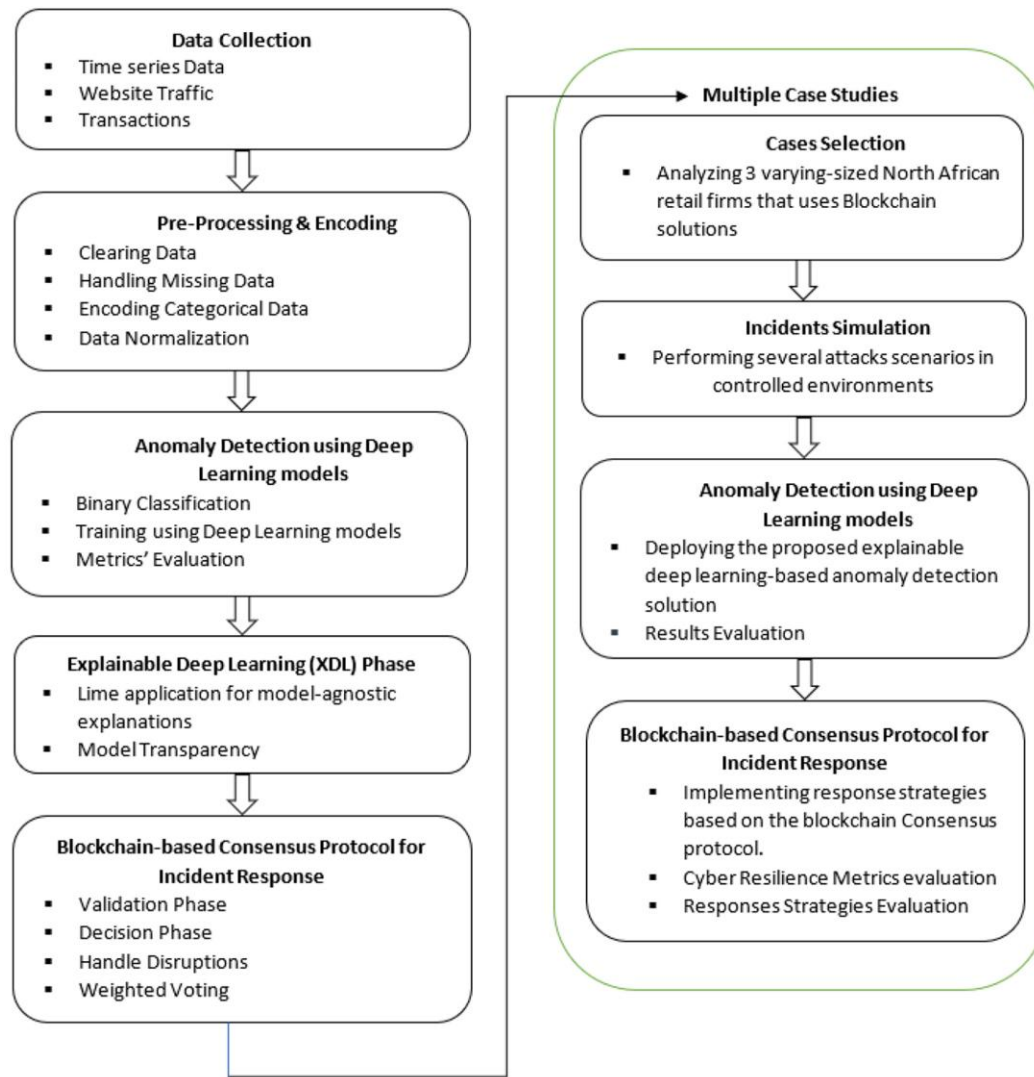 Data Collection
▪ Time series Data
▪ Website Traffic
▪ Transactions
Pre-Processing & Encoding
▪ Clearing Data
▪ Handling Missing Data
▪ Encoding Categorical Data
▪ Data Normalization
Anomaly Detection using Deep
Learning models
▪ Binary Classification
▪ Training using Deep Learning models
▪ Metrics’ Evaluation
Explainable Deep Learning (XDL) Phase
▪ Lime application for model-agnostic
explanations
▪ Model Transparency
Blockchain-based Consensus Protocol for
Incident Response
▪ Validation Phase
▪ Decision Phase
▪ Handle Disruptions
▪ Weighted Voting
Multiple Case Studies
Cases Selection
▪ Analyzing 3 varying-sized North African
retail firms that uses Blockchain
solutions
Incidents Simulation
▪ Performing several attacks scenarios in
controlled environments
Anomaly Detection using Deep
Learning models
▪ Deploying the proposed explainable
deep learning-based anomaly detection
solution
▪ Results Evaluation
Blockchain-based Consensus Protocol for
Incident Response
▪ Implementing response strategies
based on the blockchain Consensus
protocol.
▪ Cyber Resilience Metrics evaluation
▪ Responses Strategies Evaluation